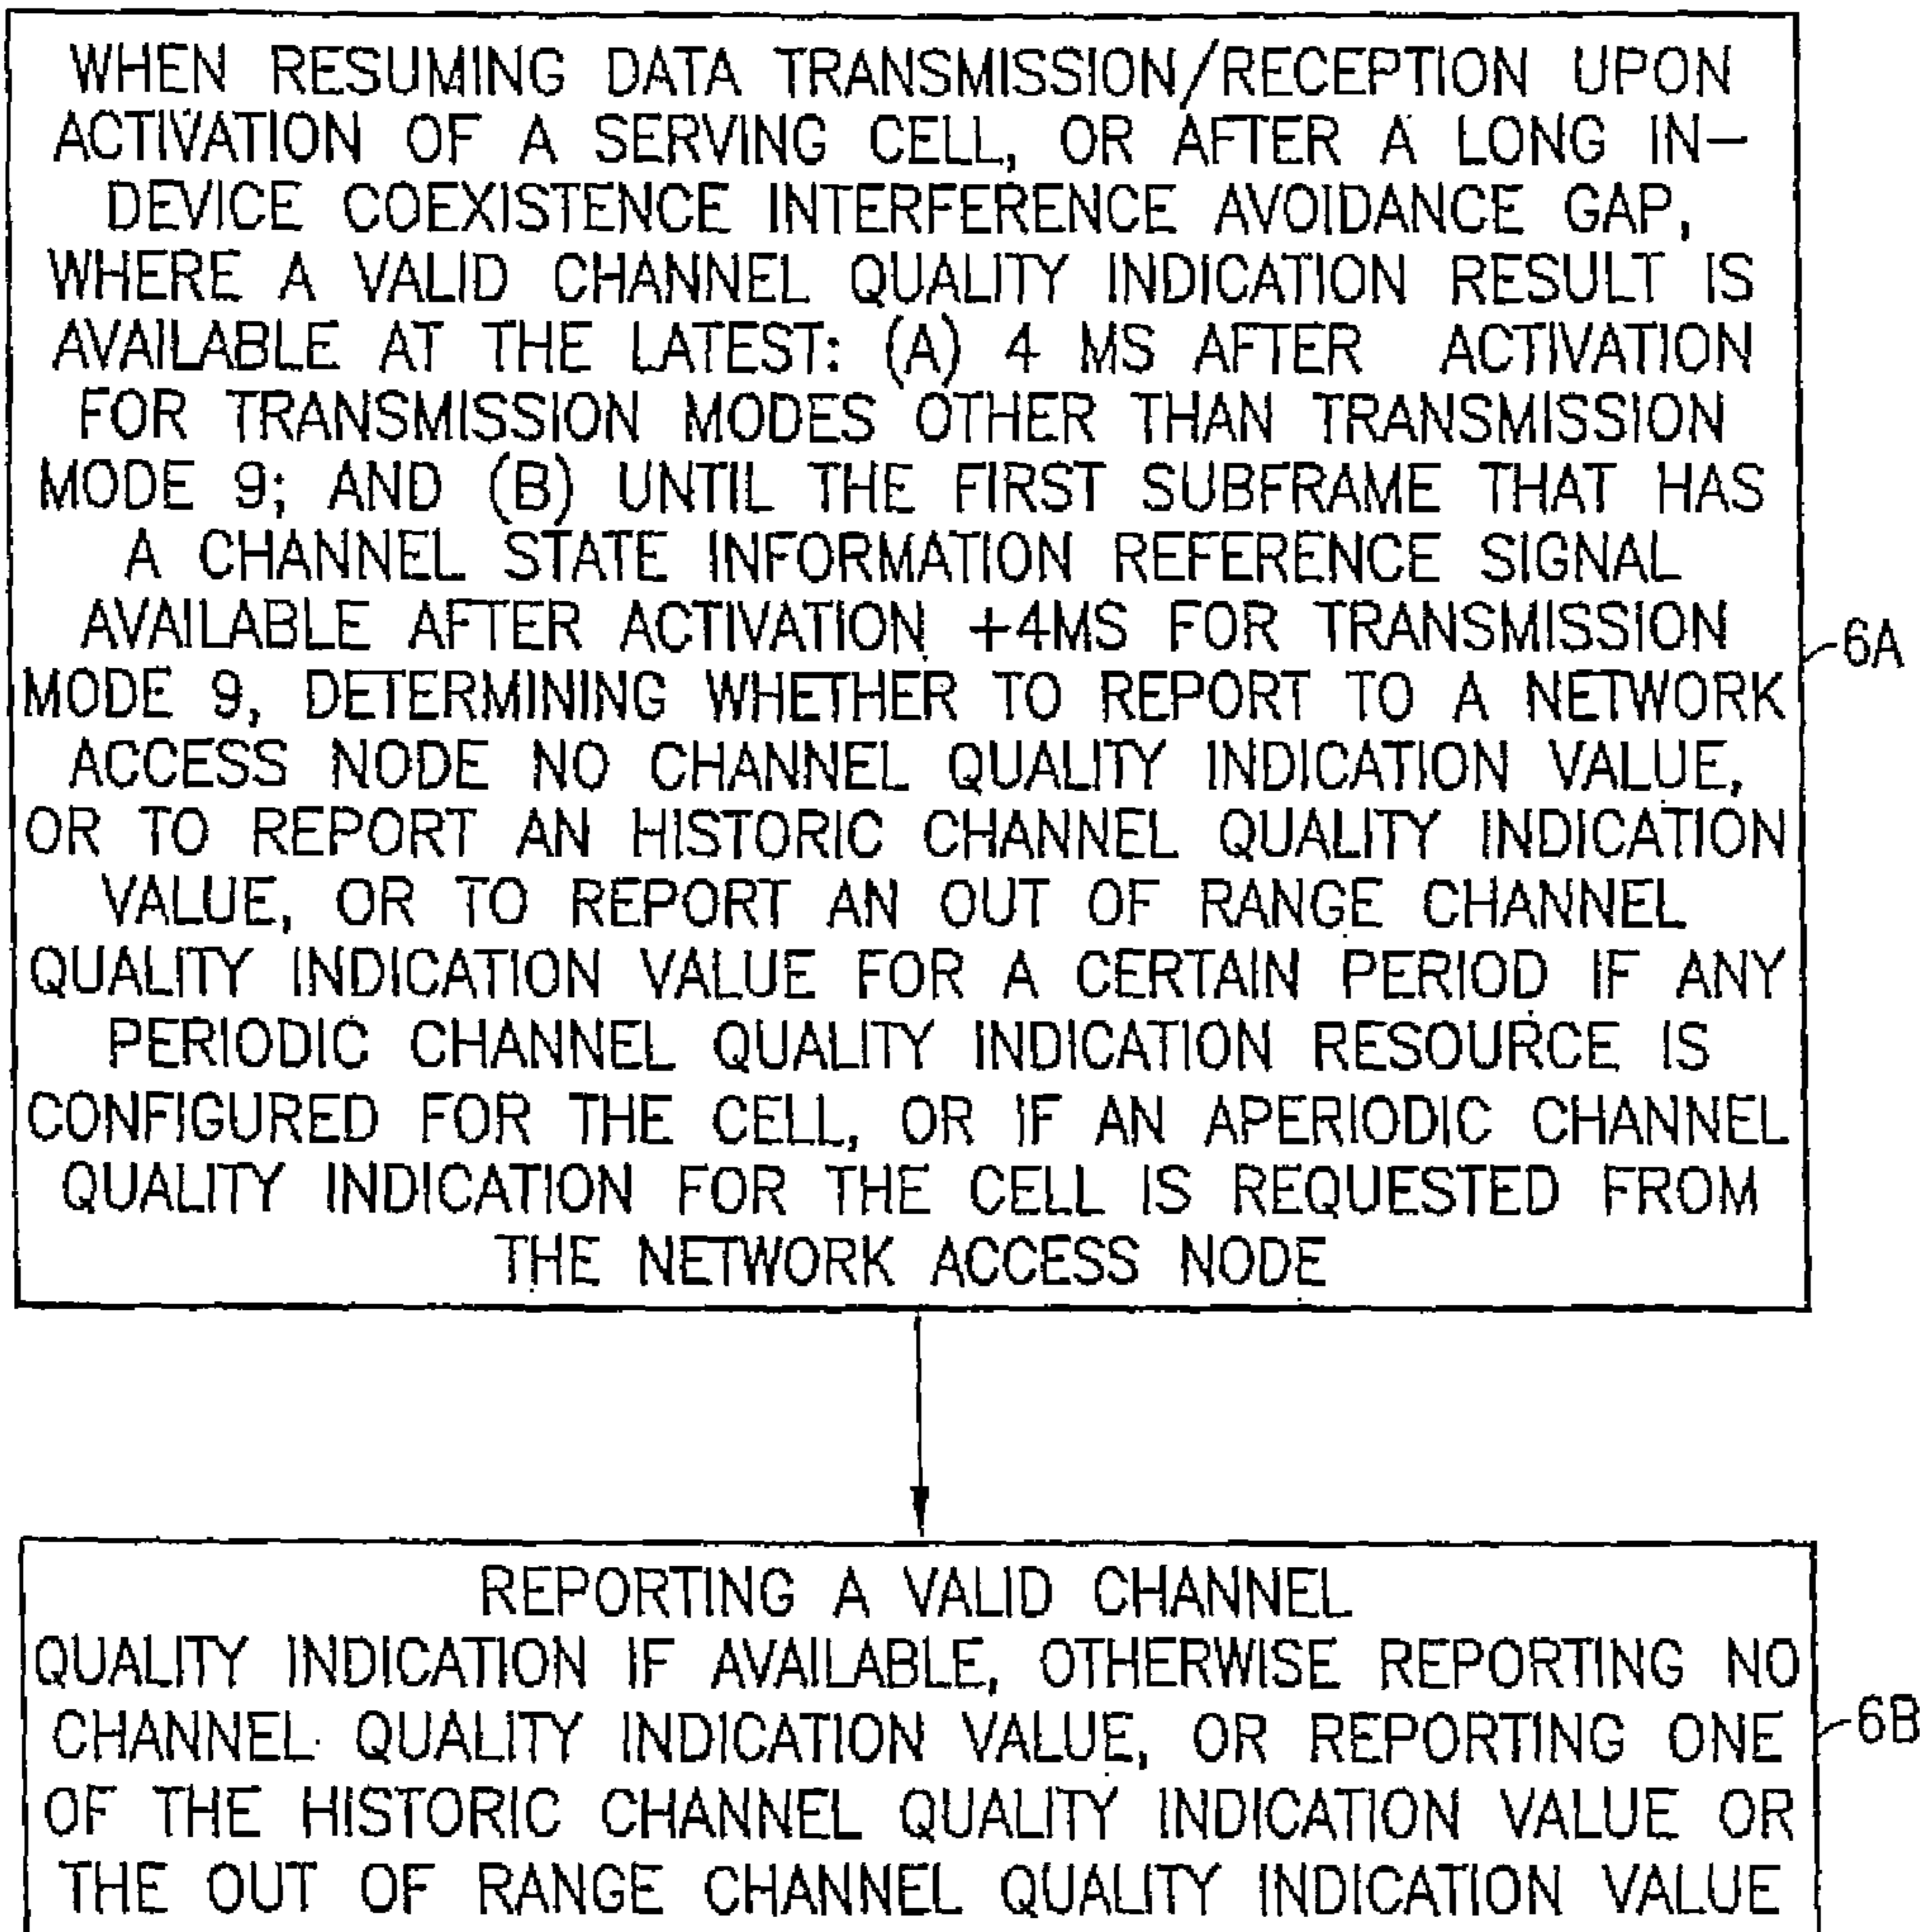 WHEN RESUMING DATA TRANSMISSION/RECEPTION UPON
ACTIVATION OF A SERVING CELL, OR AFTER A LONG IN-
DEVICE COEXISTENCE INTERFERENCE AVOIDANCE GAP,
WHERE A VALID CHANNEL QUALITY INDICATION RESULT IS
AVAILABLE AT THE LATEST: (A) 4 MS AFTER ACTIVATION
FOR TRANSMISSION MODES OTHER THAN TRANSMISSION
MODE 9; AND (B) UNTIL THE FIRST SUBFRAME THAT HAS
A CHANNEL STATE INFORMATION REFERENCE SIGNAL
AVAILABLE AFTER ACTIVATION +4MS FOR TRANSMISSION
MODE 9, DETERMINING WHETHER TO REPORT TO A NETWORK
ACCESS NODE NO CHANNEL QUALITY INDICATION VALUE,
OR TO REPORT AN HISTORIC CHANNEL QUALITY INDICATION
VALUE, OR TO REPORT AN OUT OF RANGE CHANNEL
QUALITY INDICATION VALUE FOR A CERTAIN PERIOD IF ANY
PERIODIC CHANNEL QUALITY INDICATION RESOURCE IS
CONFIGURED FOR THE CELL, OR IF AN APERIODIC CHANNEL
QUALITY INDICATION FOR THE CELL IS REQUESTED FROM
THE NETWORK ACCESS NODE
6A
REPORTING A VALID CHANNEL
QUALITY INDICATION IF AVAILABLE, OTHERWISE REPORTING NO
CHANNEL QUALITY INDICATION VALUE, OR REPORTING ONE
OF THE HISTORIC CHANNEL QUALITY INDICATION VALUE OR
THE OUT OF RANGE CHANNEL QUALITY INDICATION VALUE
6B